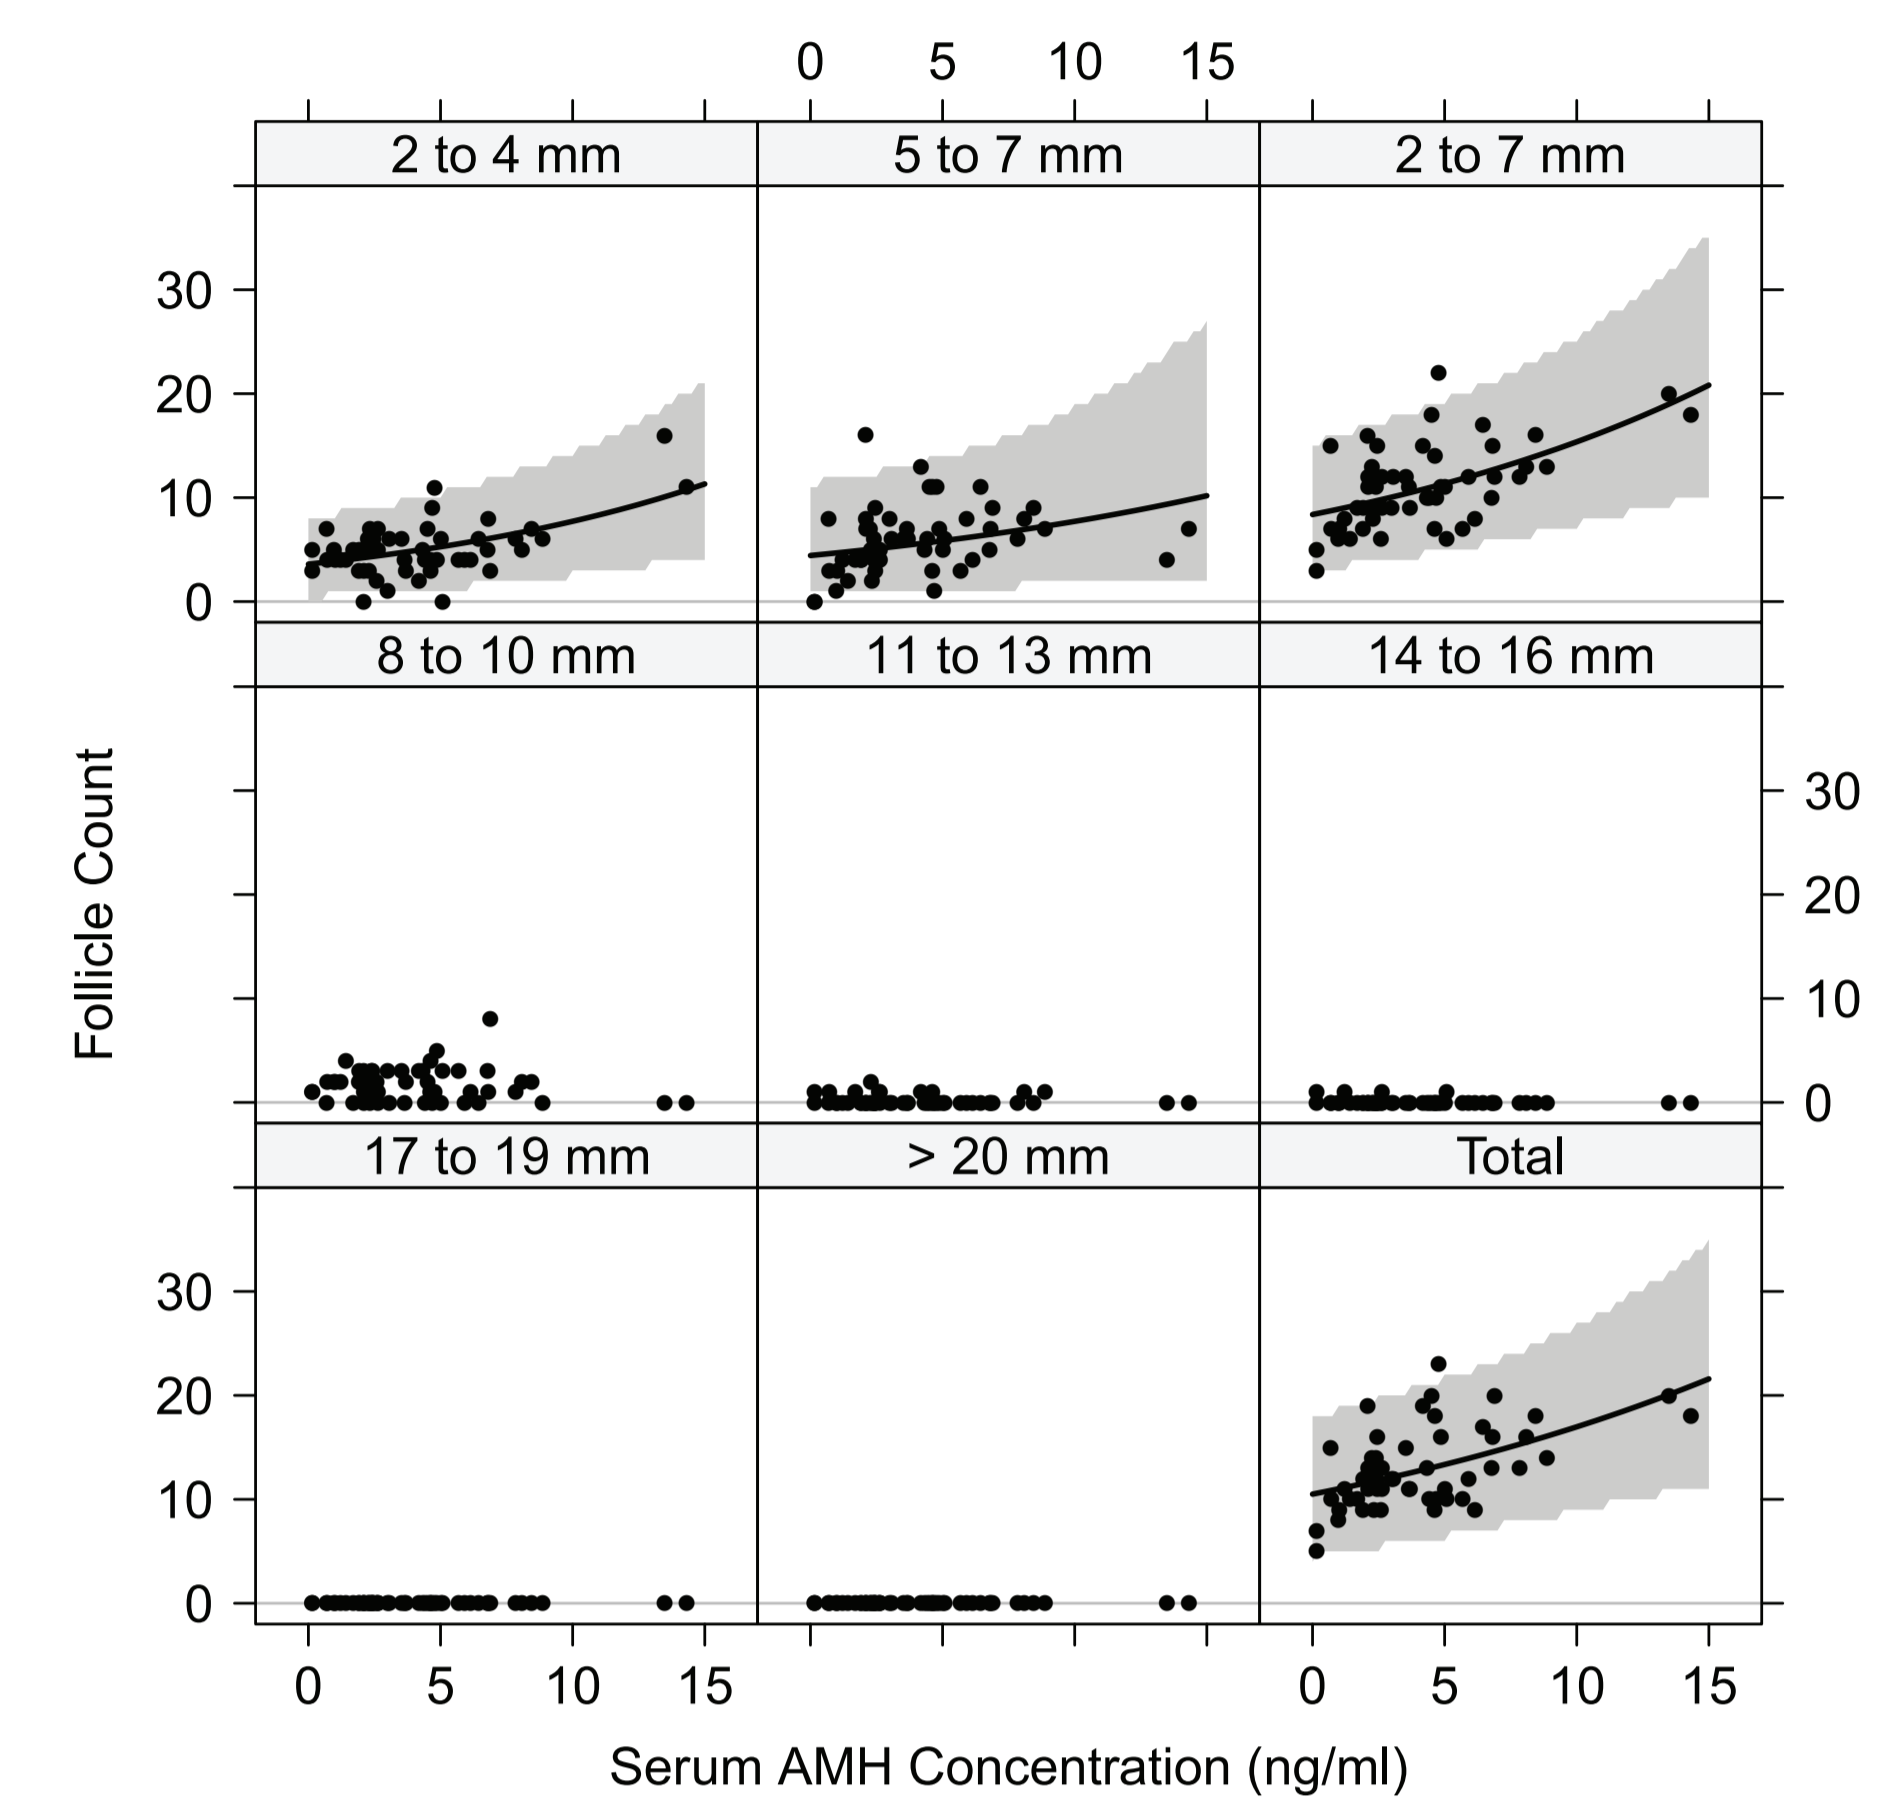 0 5 10 15
2 to 4 mm 5 to 7 mm 2 to 7 mm
30
20
10
0
8 to 10 mm 11 to 13 mm 14 to 16 mm
Follicle Count
30
20
10
0
17 to 19 mm > 20 mm Total
30
20
10
0
0 5 10 15 0 5 10 15
Serum AMH Concentration (ng/ml)